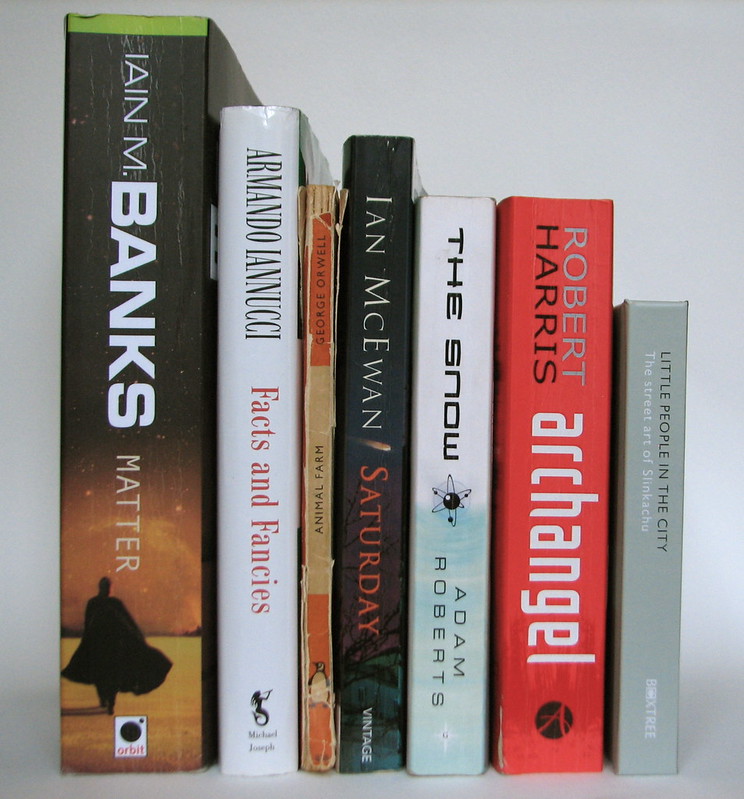 IAIN M.
BANKS
MATTER
orbit
ARMANDO IANNUCCI
Facts and Fancies
Michael
Joseph
GEORGE ORWELL
ANIMAL FARM
IAN MCEWAN
SATURDAY
VINTAGE
THE SNOW
ADAM
ROBERTS
G
ROBERT
HARRIS
archangel
LITTLE PEOPLE IN THE CITY
The street art of Slinkachu
BOXTREE